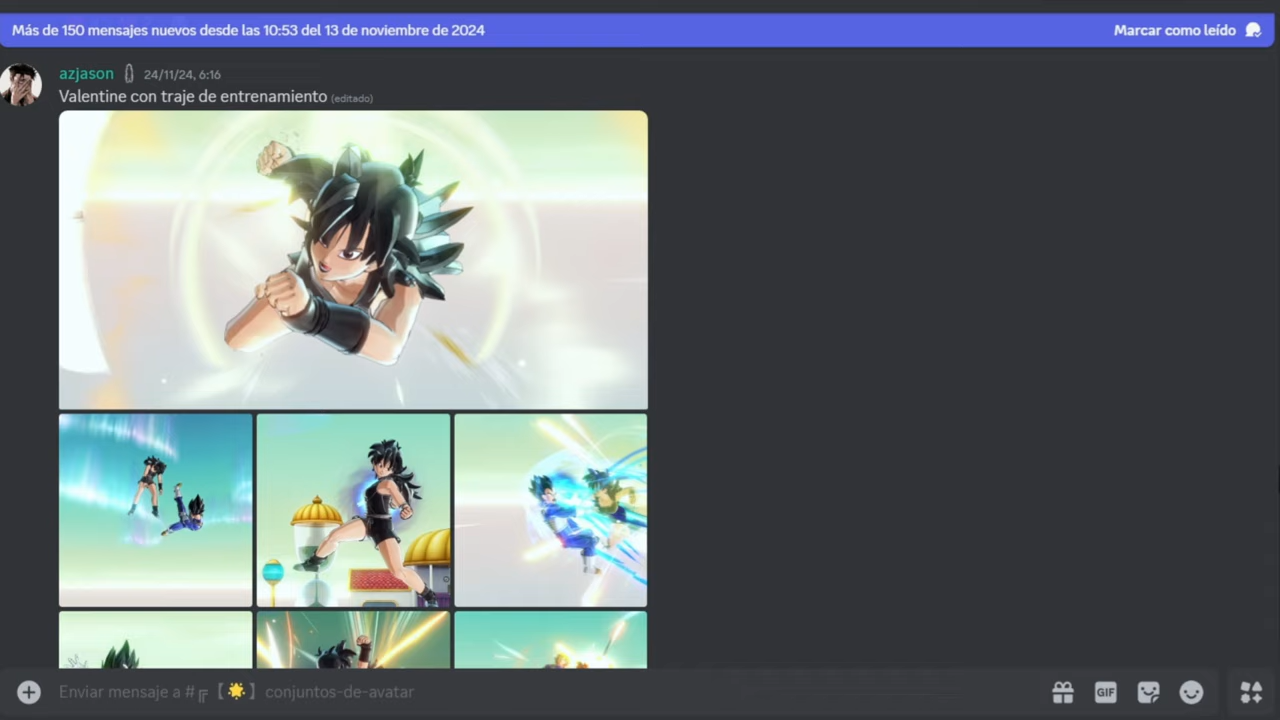 Más de 150 mensajes nuevos desde las 10:53 del 13 de noviembre de 2024 Marcar como leído
azjason 24/11/24, 6:16
Valentine con traje de entrenamiento (editado)
Enviar mensaje a #╔【🌟】conjuntos-de-avatar
GIF